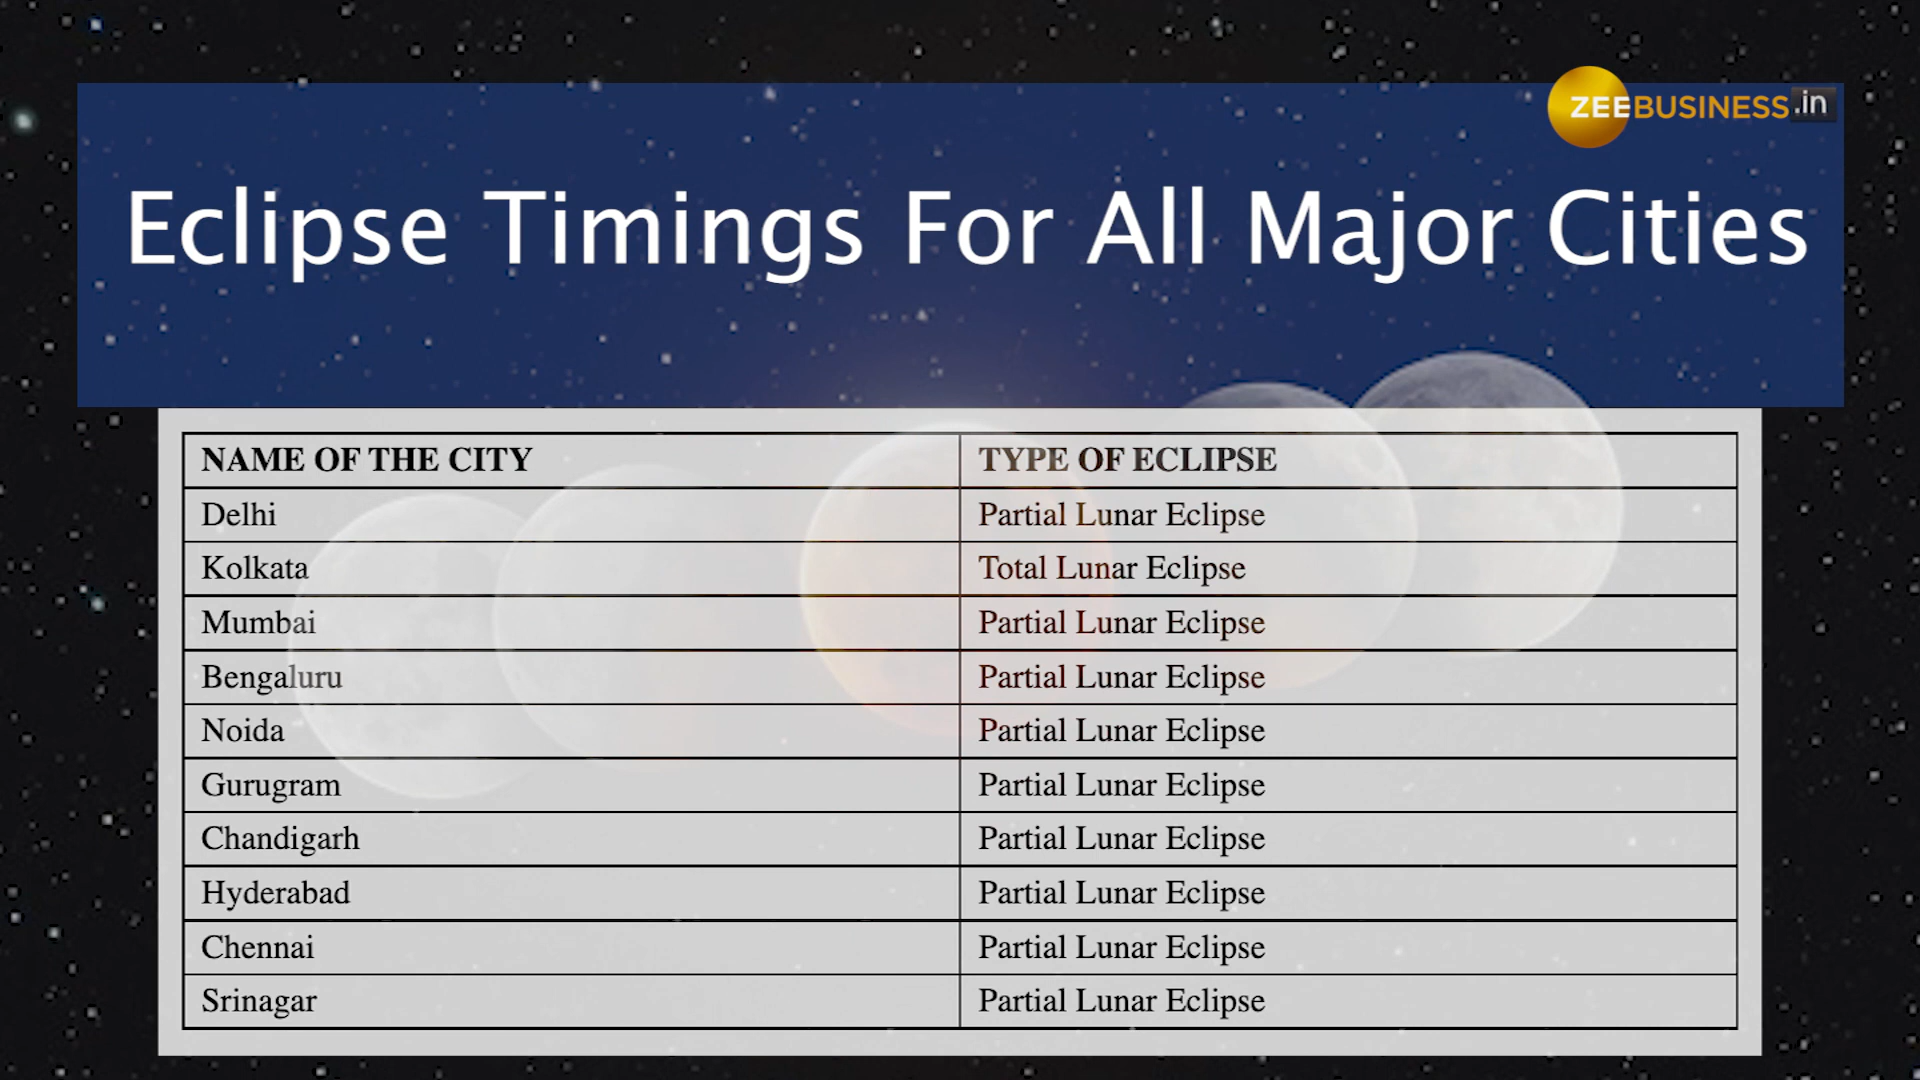 ZEEBUSINESS.in
Eclipse Timings For All Major Cities
NAME OF THE CITY TYPE OF ECLIPSE
Delhi Partial Lunar Eclipse
Kolkata Total Lunar Eclipse
Mumbai Partial Lunar Eclipse
Bengaluru Partial Lunar Eclipse
Noida Partial Lunar Eclipse
Gurugram Partial Lunar Eclipse
Chandigarh Partial Lunar Eclipse
Hyderabad Partial Lunar Eclipse
Chennai Partial Lunar Eclipse
Srinagar Partial Lunar Eclipse